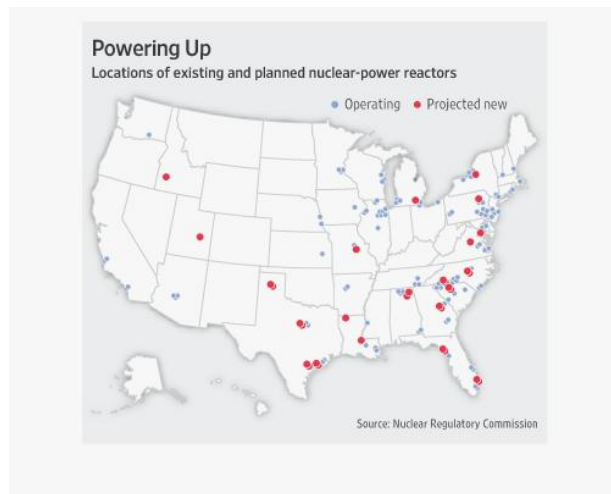 Powering Up
Locations of existing and planned nuclear-power reactors
Operating Projected new
Source: Nuclear Regulatory Commission